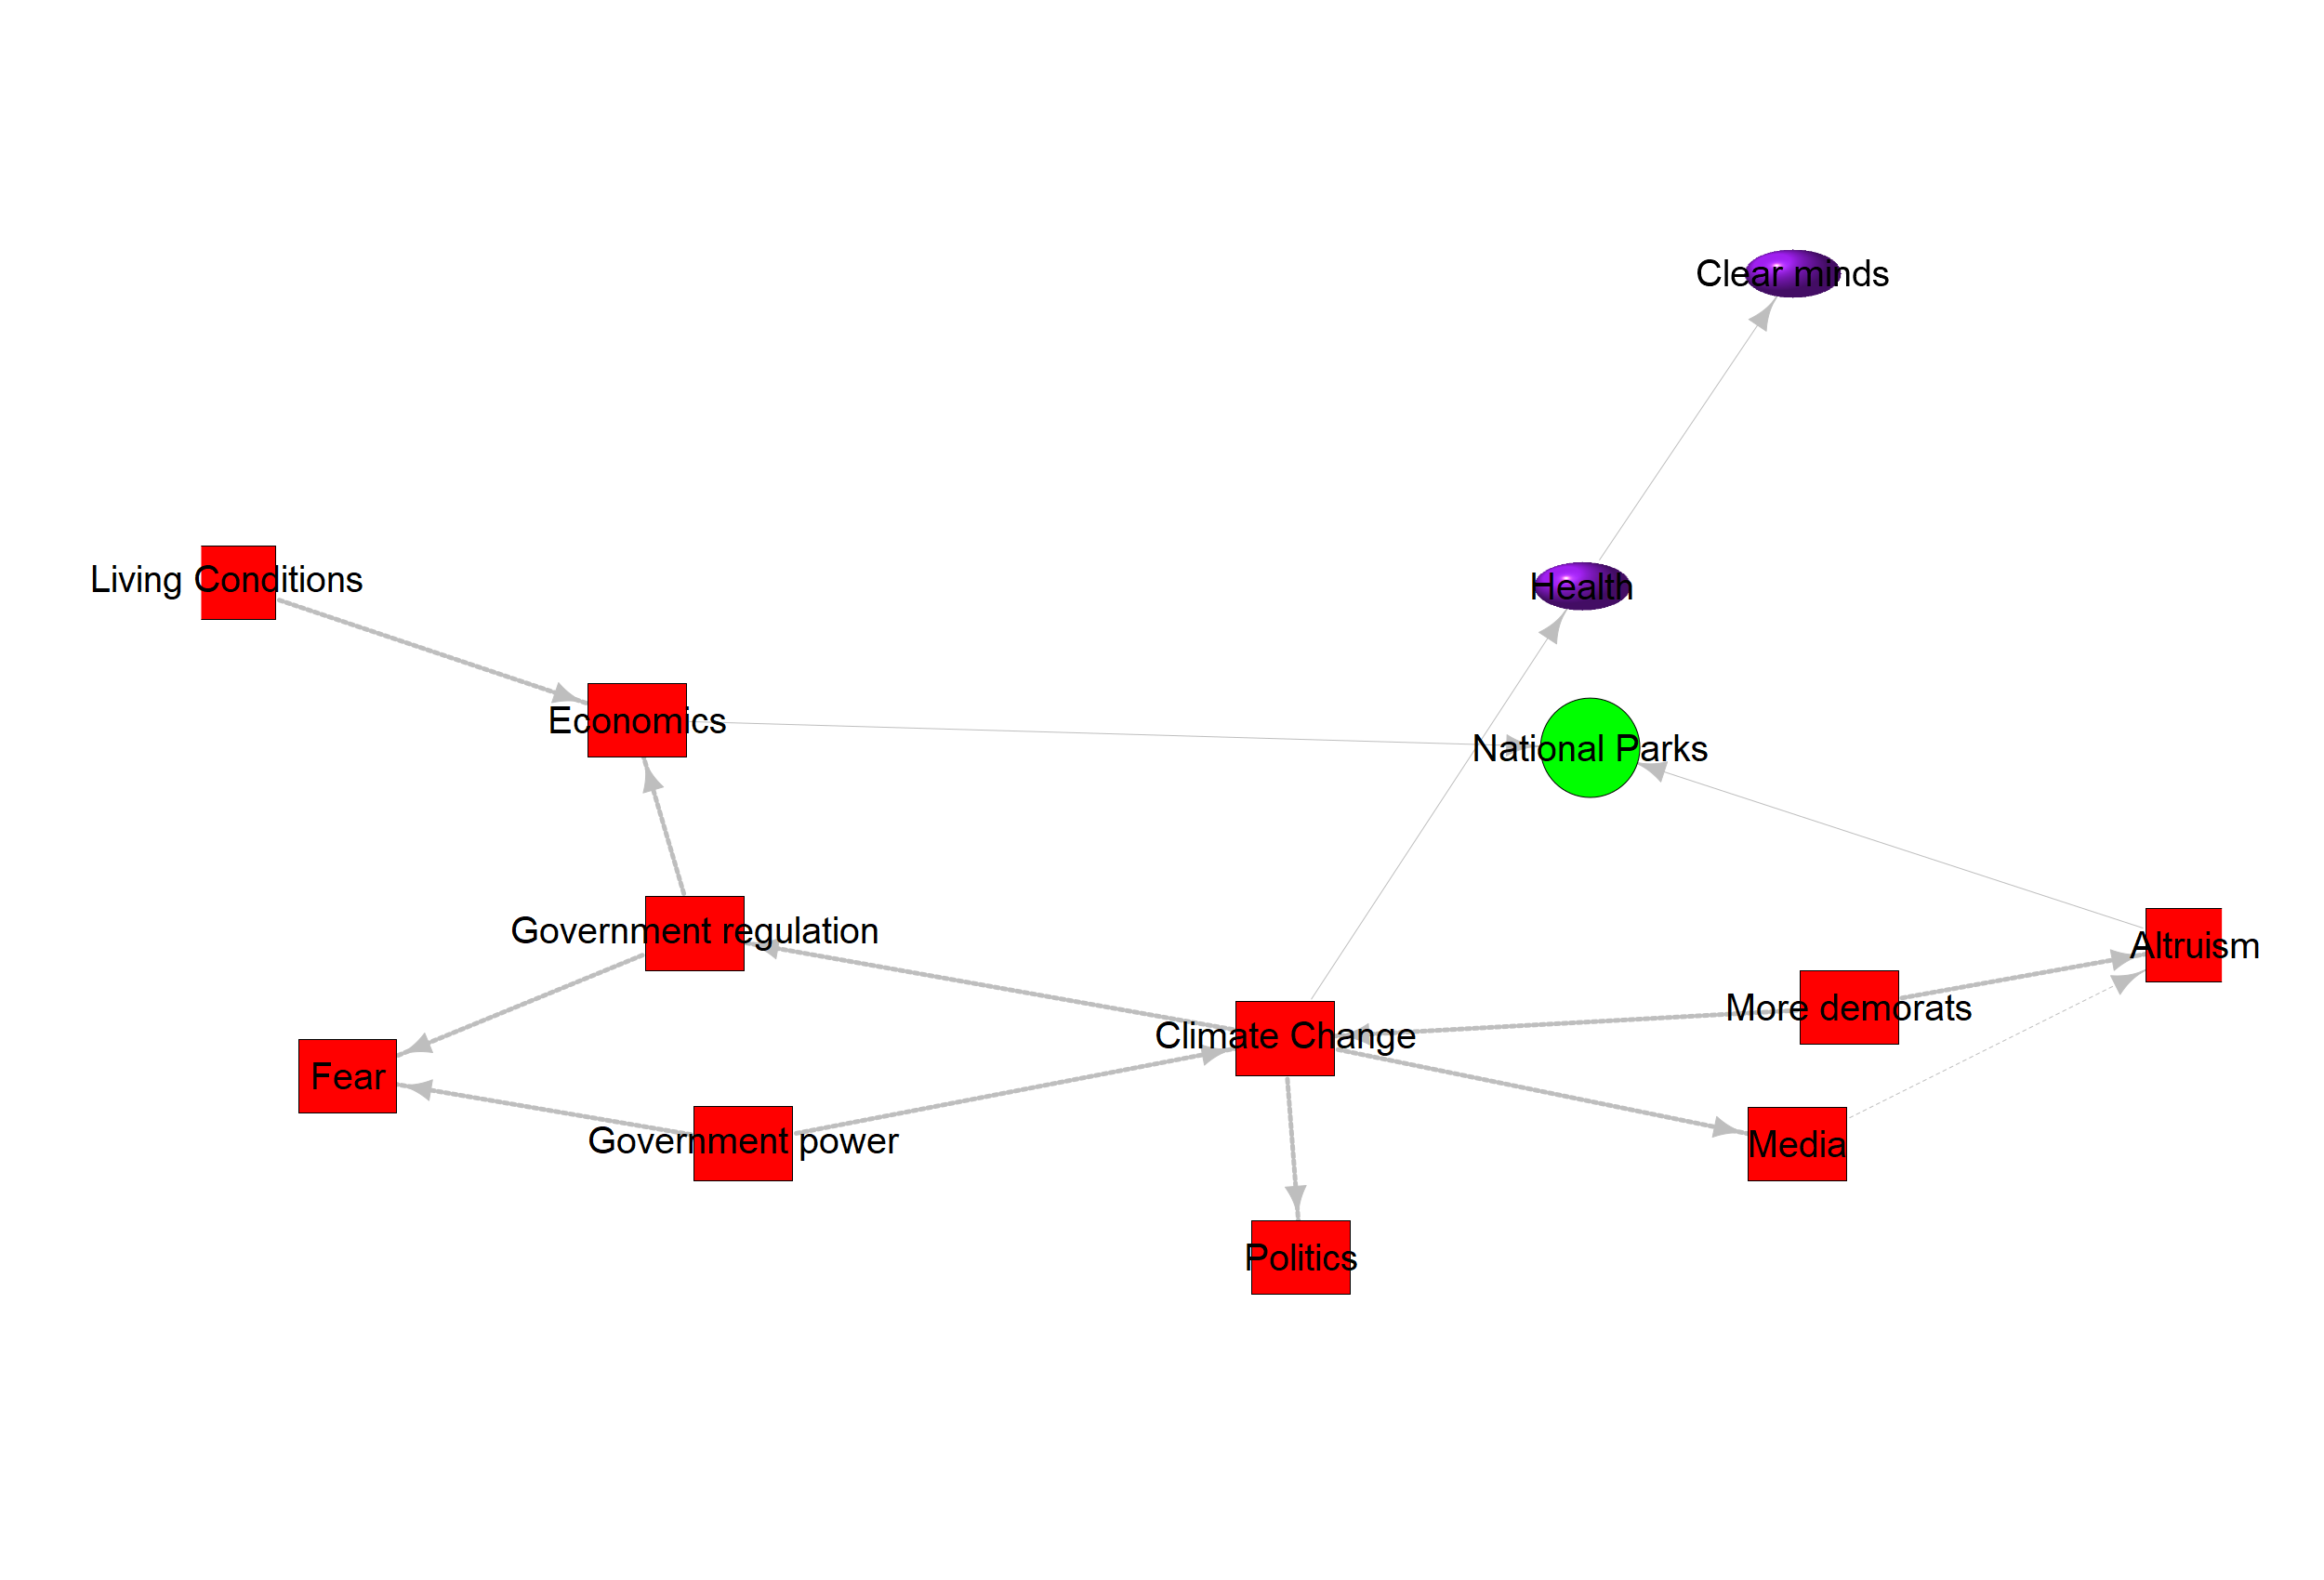 Clear minds
Living Conditions
Health
Economics
National Parks
Government regulation
Altruism
More demorats
Climate Change
Fear
Government power
Media
Politics